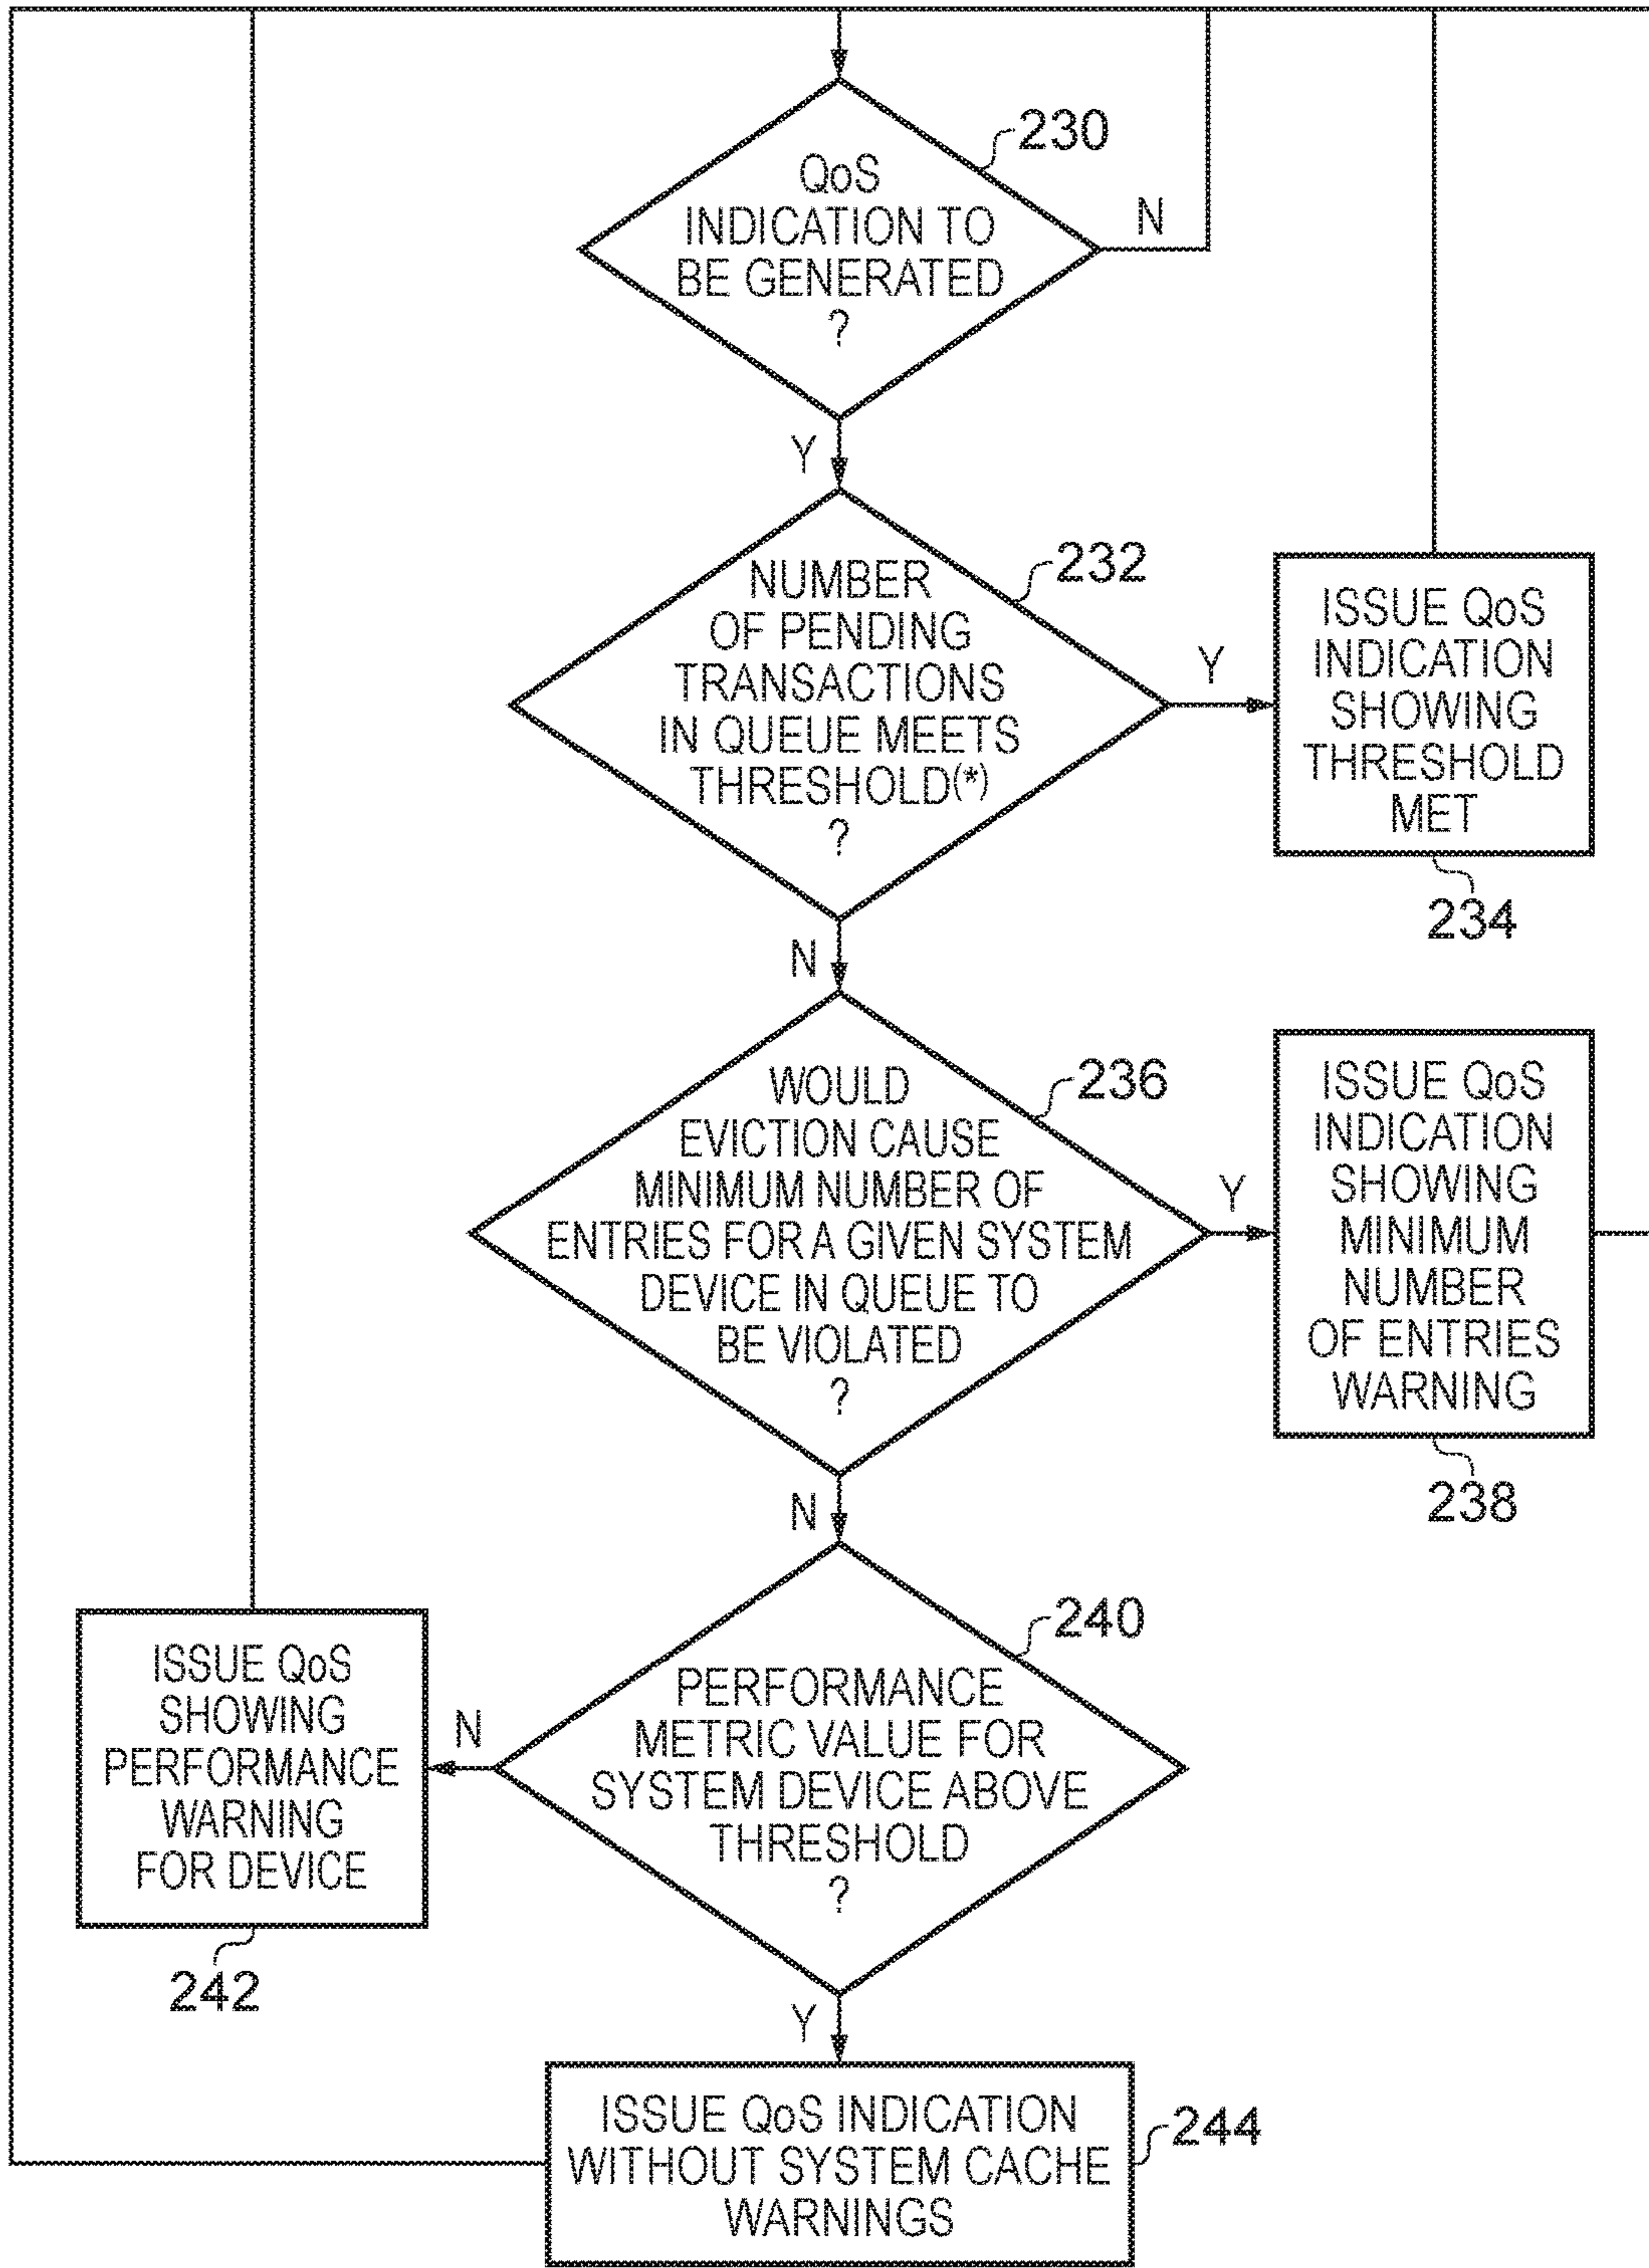 230
QoS
INDICATION TO
BE GENERATED
?
N
Y
232
NUMBER
OF PENDING
TRANSACTIONS
IN QUEUE MEETS
THRESHOLD(*)
?
Y
ISSUE QoS
INDICATION
SHOWING
THRESHOLD
MET
234
N
236
WOULD
EVICTION CAUSE
MINIMUM NUMBER OF
ENTRIES FOR A GIVEN SYSTEM
DEVICE IN QUEUE TO
BE VIOLATED
?
Y
ISSUE QoS
INDICATION
SHOWING
MINIMUM
NUMBER
OF ENTRIES
WARNING
238
N
240
PERFORMANCE
METRIC VALUE FOR
SYSTEM DEVICE ABOVE
THRESHOLD
?
N
ISSUE QoS
SHOWING
PERFORMANCE
WARNING
FOR DEVICE
242
Y
ISSUE QoS INDICATION
WITHOUT SYSTEM CACHE
WARNINGS
244